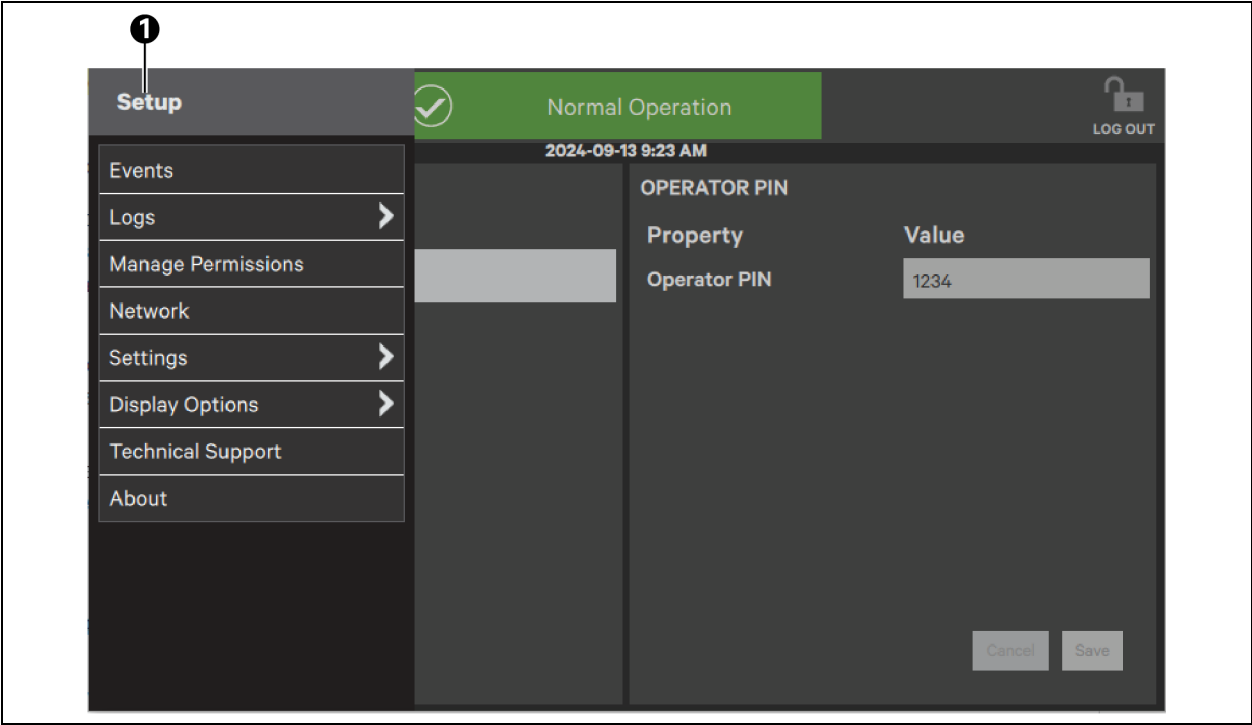 1
Setup
Normal Operation
LOG OUT
2024-09-13 9:23 AM
Events
Logs
Manage Permissions
Network
Settings
Display Options
Technical Support
About
OPERATOR PIN
Property Value
Operator PIN 1234
Cancel Save